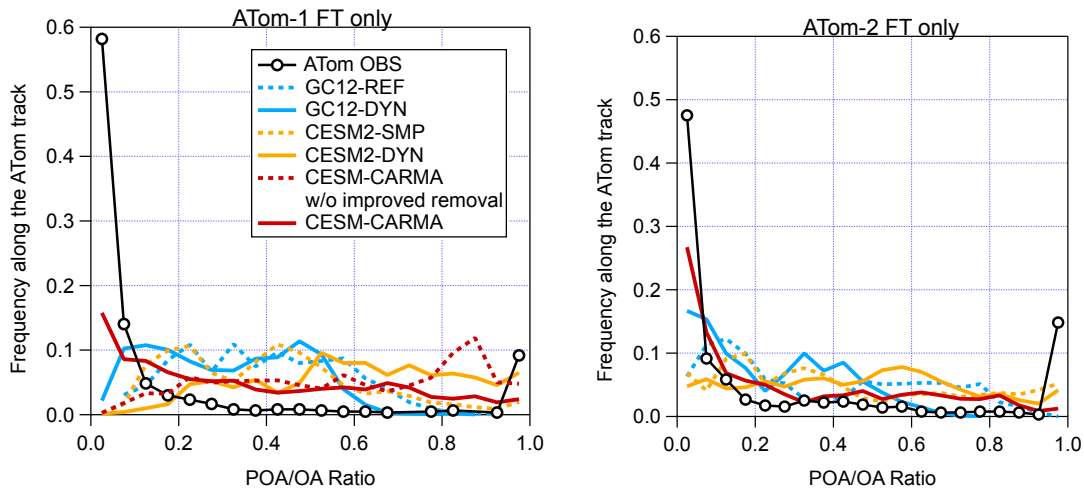 ATom-1 FT only
0.6
0.5
0.4
0.3
0.2
0.1
0.0
Frequency along the ATom track
ATom OBS
GC12-REF
GC12-DYN
CESM2-SMP
CESM2-DYN
CESM-CARMA
w/o improved removal
CESM-CARMA
0.0 0.2 0.4 0.6 0.8 1.0
POA/OA Ratio
ATom-2 FT only
0.6
0.5
0.4
0.3
0.2
0.1
0.0
Frequency along the ATom track
0.0 0.2 0.4 0.6 0.8 1.0
POA/OA Ratio